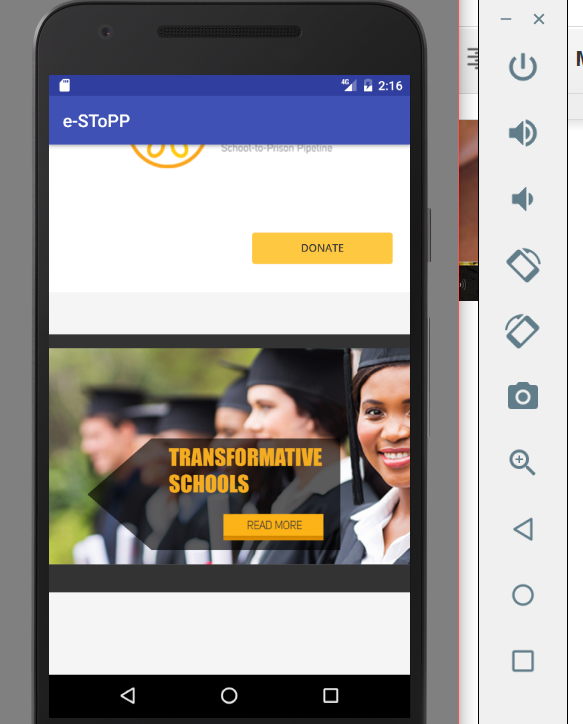 4G 2:16
e-SToPP
School-to-Prison Pipeline
DONATE
TRANSFORMATIVE
SCHOOLS
READ MORE